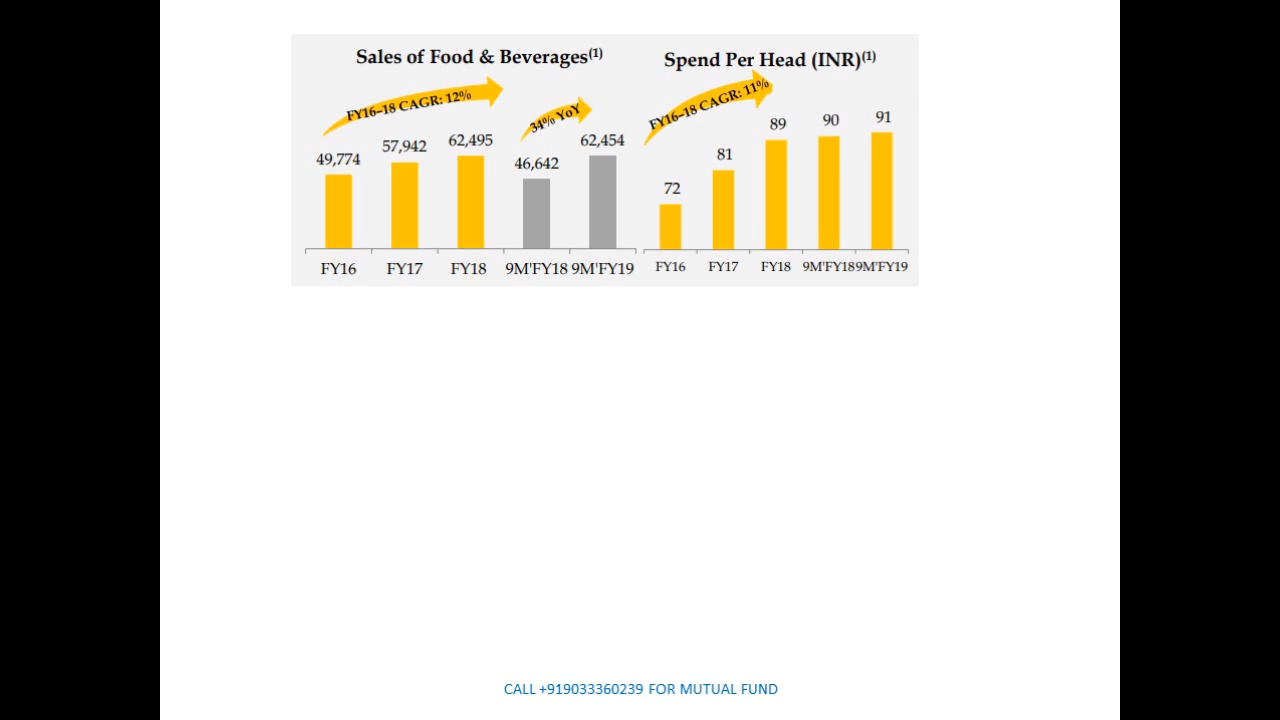 Sales of Food & Beverages(1)
FY16–18 CAGR: 12%
34% YoY
49,774
57,942
62,495
46,642
62,454
FY16
FY17
FY18
9M'FY18
9M'FY19
Spend Per Head (INR)(1)
FY16–18 CAGR: 11%
72
81
89
90
91
FY16
FY17
FY18
9M'FY18
9M'FY19
CALL +919033360239 FOR MUTUAL FUND